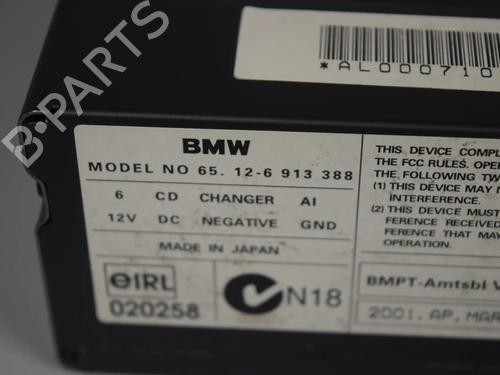 *AL000710
BMW
MODEL NO 65. 12-6 913 388
6 CD CHANGER AI
12V DC NEGATIVE GND
MADE IN JAPAN
eIRL
020258
N18
THIS DEVICE COMPL
THE FCC RULES. OPER
THE FOLLOWING TW
(1) THIS DEVICE MAY N
INTERFERENCE.
(2) THIS DEVICE MUST
FERENCE RECEIVED
FERENCE THAT MAY
OPERATION.
BMPT-Amtsbl V
2001. AP, MAR
B-PARTS